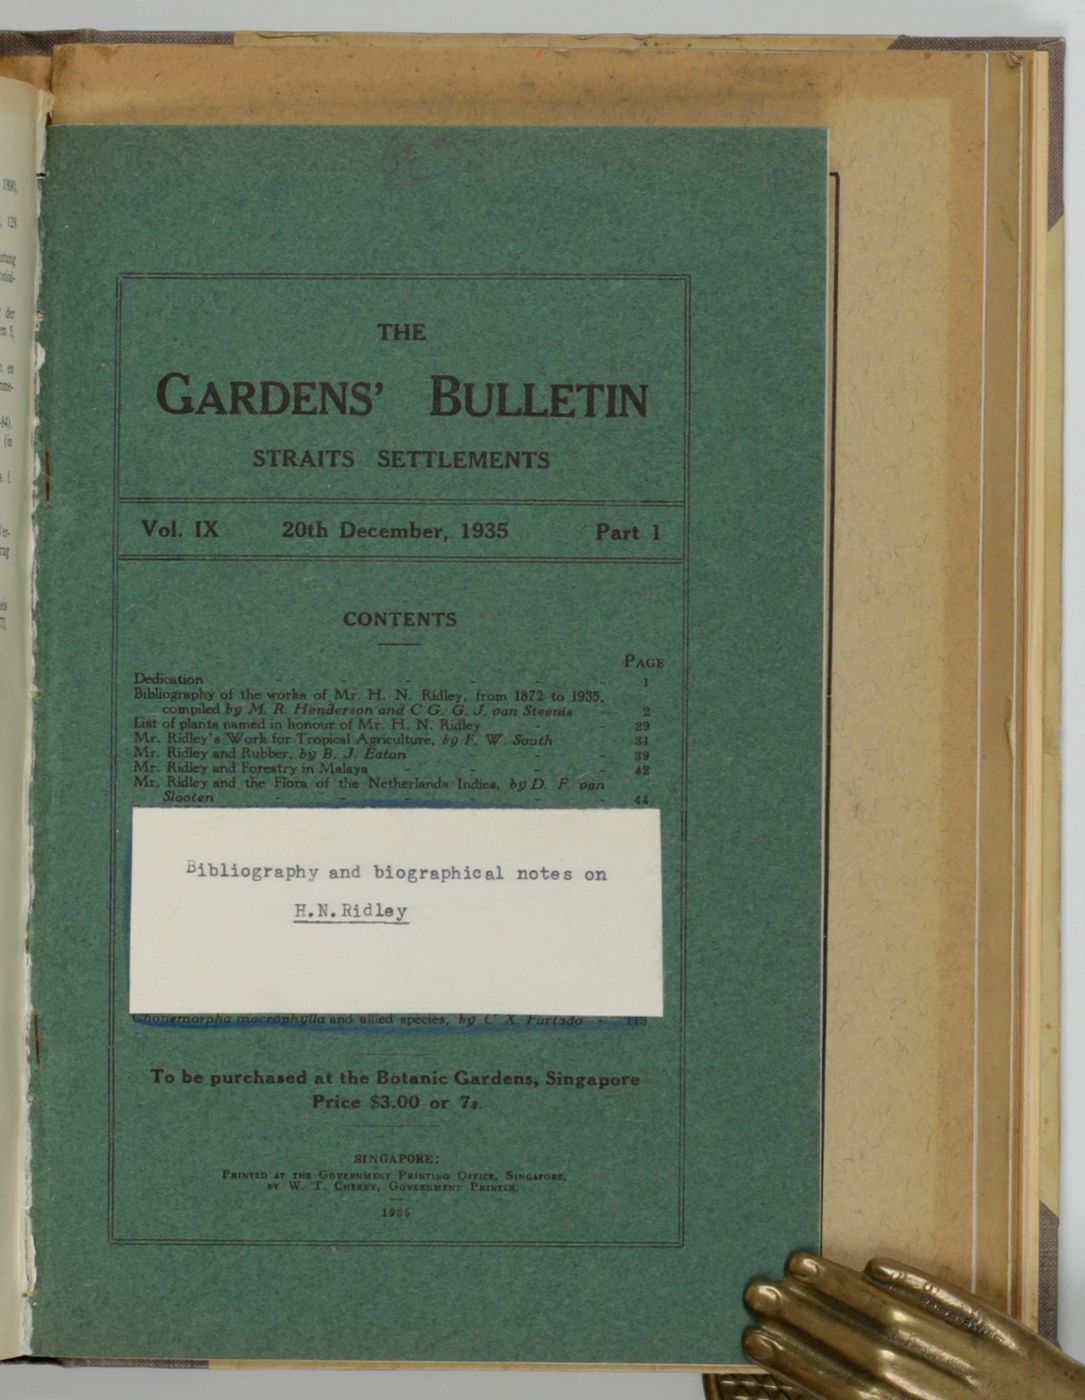 THE
GARDENS' BULLETIN
STRAITS SETTLEMENTS
Vol. IX 20th December, 1935 Part 1
CONTENTS
PAGE
Dedication - - - - - - 1
Bibliography of the works of Mr. H. N. Ridley, from 1872 to 1935,
compiled by M. R. Henderson and C G. G. J. van Steenis - 2
List of plants named in honour of Mr. H. N. Ridley - - 29
Mr. Ridley's Work for Tropical Agriculture, by F. W. South - 31
Mr. Ridley and Rubber, by B. J. Eaton - - - 39
Mr. Ridley and Forestry in Malaya - - - - 42
Mr. Ridley and the Flora of the Netherlands Indies, by D. F. van
Slooten - - - - - - 44
Bibliography and biographical notes on
H.N.Ridley
Chonemorpha macrophylla and allied species, by C X. Furtado - 113
To be purchased at the Botanic Gardens, Singapore
Price $3.00 or 7s.
SINGAPORE:
PRINTED AT THE GOVERNMENT PRINTING OFFICE, SINGAPORE,
BY W. T. CHERRY, GOVERNMENT PRINTER.
1935